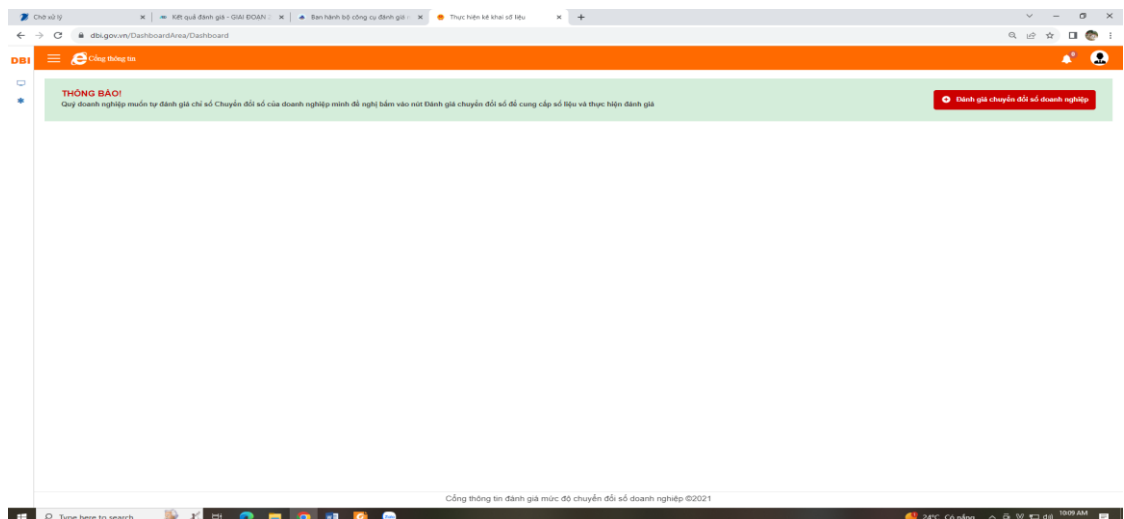 Chờ xử lý
Kết quả đánh giá - GIAI ĐOẠN 2
Ban hành bộ công cụ đánh giá
Thực hiện kê khai số liệu
dbi.gov.vn/DashboardArea/Dashboard
DBI
Cổng thông tin
THÔNG BÁO!
Quý doanh nghiệp muốn tự đánh giá chỉ số Chuyển đổi số của doanh nghiệp mình đề nghị bấm vào nút Đánh giá chuyển đổi số để cung cấp số liệu và thực hiện đánh giá
Đánh giá chuyển đổi số doanh nghiệp
Cổng thông tin đánh giá mức độ chuyển đổi số doanh nghiệp ©2021
Type here to search
24°C Có nắng
10:09 AM